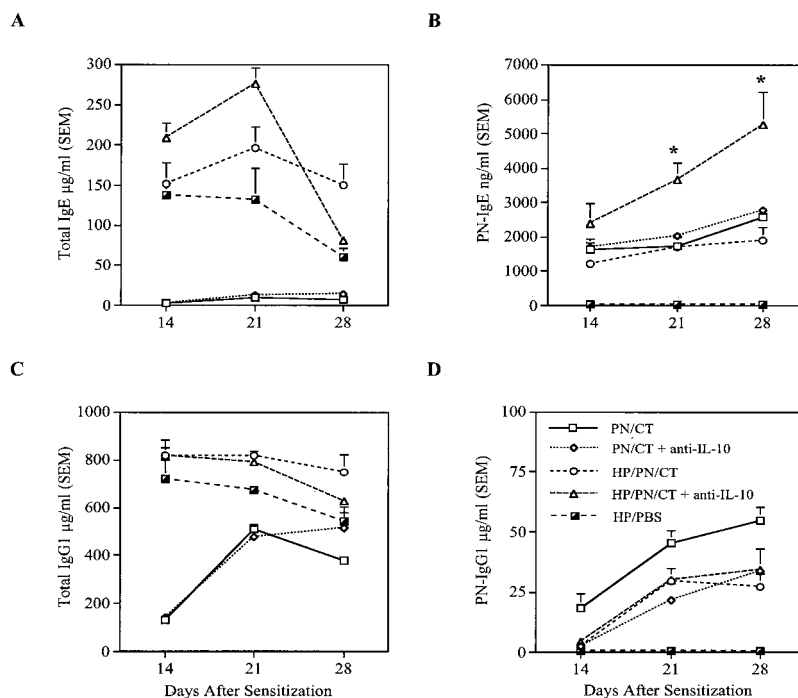 A
Total IgE µg/ml (SEM)
300
250
200
150
100
50
0
14
21
28
B
PN-IgE ng/ml (SEM)
7000
6000
5000
4000
3000
2000
1000
0
*
*
14
21
28
C
Total IgG1 µg/ml (SEM)
1000
800
600
400
200
0
14
21
28
Days After Sensitization
D
PN-IgG1 µg/ml (SEM)
100
75
50
25
0
PN/CT
PN/CT + anti-IL-10
HP/PN/CT
HP/PN/CT + anti-IL-10
HP/PBS
14
21
28
Days After Sensitization